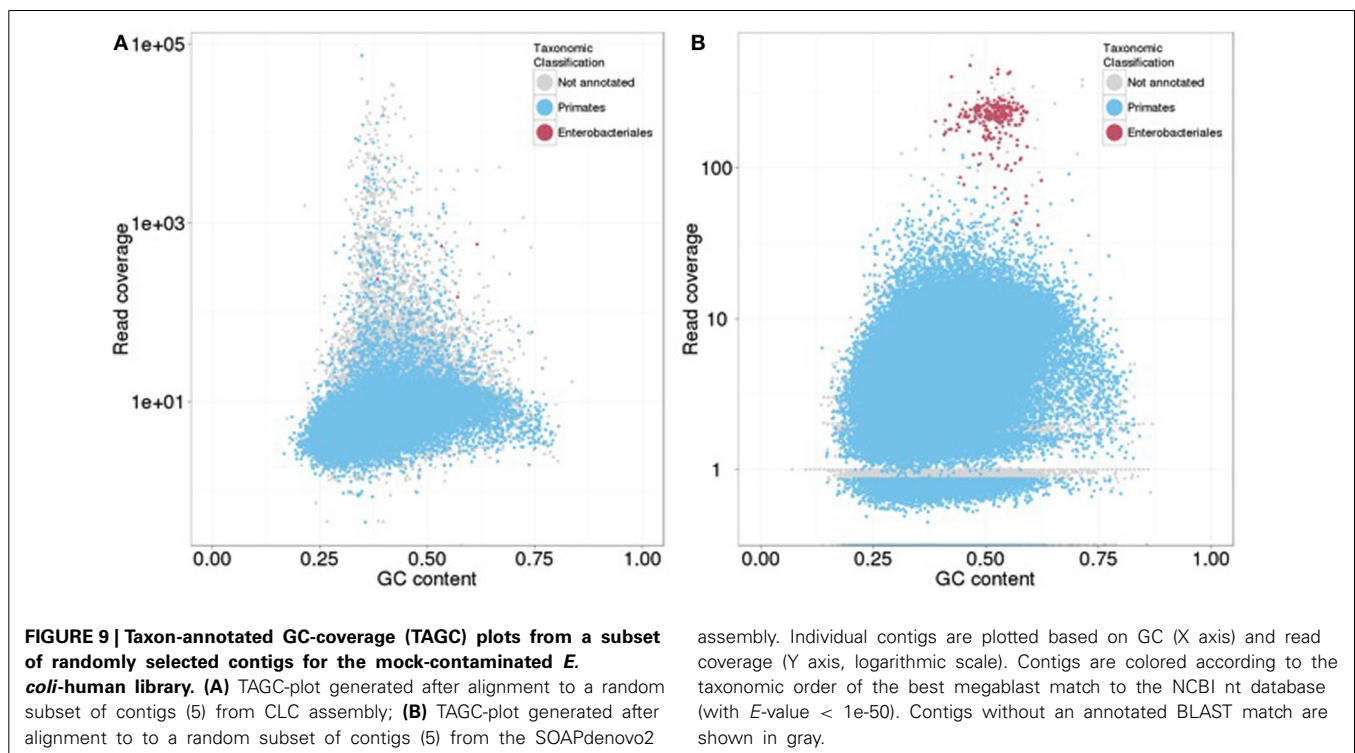 A
1e+05
1e+03
1e+01
Read coverage
0.00 0.25 0.50 0.75 1.00
GC content
Taxonomic
Classification
Not annotated
Primates
Enterobacteriales
B
100
10
1
Read coverage
0.00 0.25 0.50 0.75 1.00
GC content
Taxonomic
Classification
Not annotated
Primates
Enterobacteriales
FIGURE 9 | Taxon-annotated GC-coverage (TAGC) plots from a subset
of randomly selected contigs for the mock-contaminated E.
coli-human library. (A) TAGC-plot generated after alignment to a random
subset of contigs (5) from CLC assembly; (B) TAGC-plot generated after
alignment to to a random subset of contigs (5) from the SOAPdenovo2
assembly. Individual contigs are plotted based on GC (X axis) and read
coverage (Y axis, logarithmic scale). Contigs are colored according to the
taxonomic order of the best megablast match to the NCBI nt database
(with E-value < 1e-50). Contigs without an annotated BLAST match are
shown in gray.